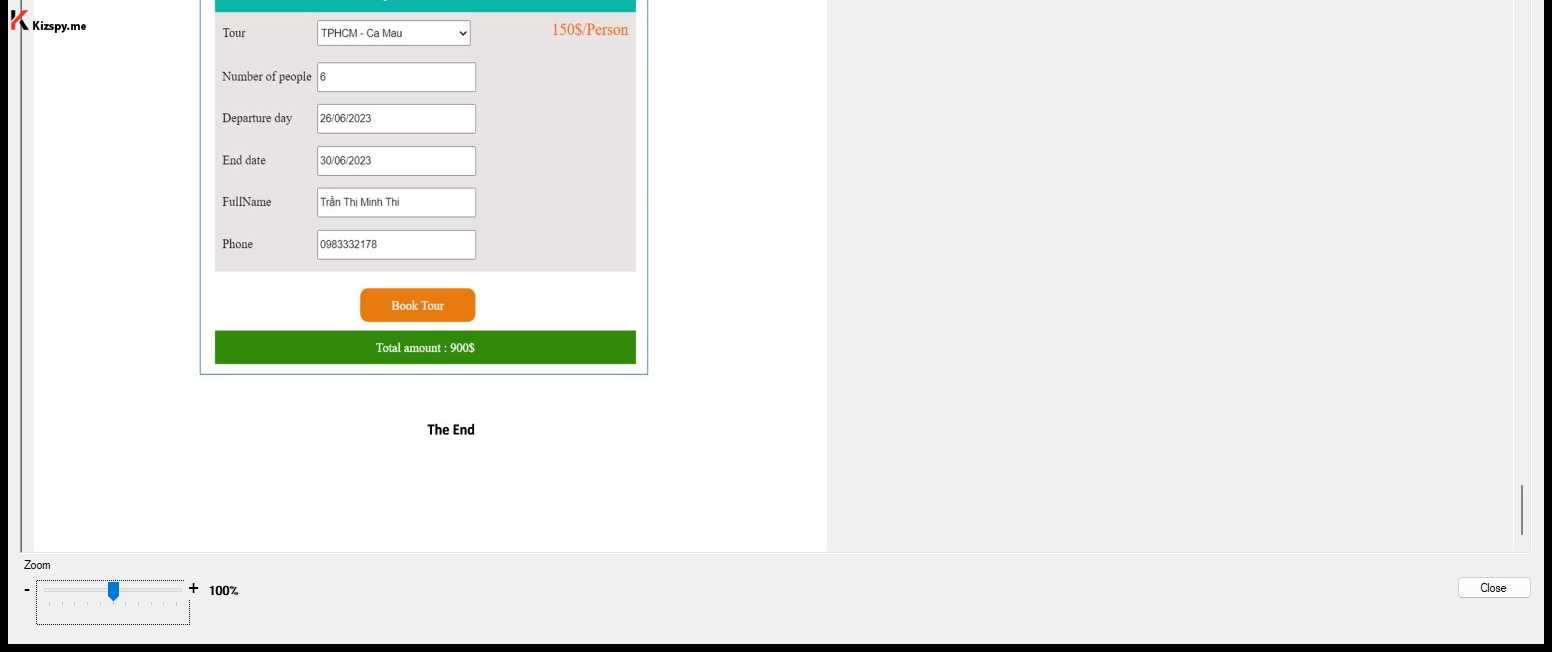 Kizspy.me
Tour TPHCM - Ca Mau 150$/Person
Number of people 6
Departure day 26/06/2023
End date 30/06/2023
FullName Trần Thị Minh Thi
Phone 0983332178
Book Tour
Total amount : 900$
The End
Zoom
- + 100%
Close